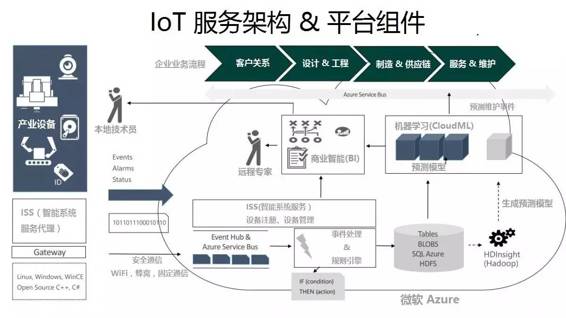 IoT 服务架构 & 平台组件
企业业务流程
客户关系
设计 & 工程
制造 & 供应链
服务 & 维护
Azure Service Bus
预测维护事件
产业设备
ID
本地技术员
远程专家
商业智能(BI)
机器学习(CloudML)
预测模型
Events
Alarms
Status
1011011100010110
ISS（智能系统
服务代理）
Gateway
Linux, Windows, WinCE
Open Source C++, C#
安全通信
WiFi，蜂窝，固定通信
ISS(智能系统服务）
设备注册、设备管理
Event Hub &
Azure Service Bus
事件处理
&
规则引擎
IF (condition)
THEN (action)
Tables
BLOBS
SQL Azure
HDFS
生成预测模型
HDInsight
(Hadoop)
微软 Azure